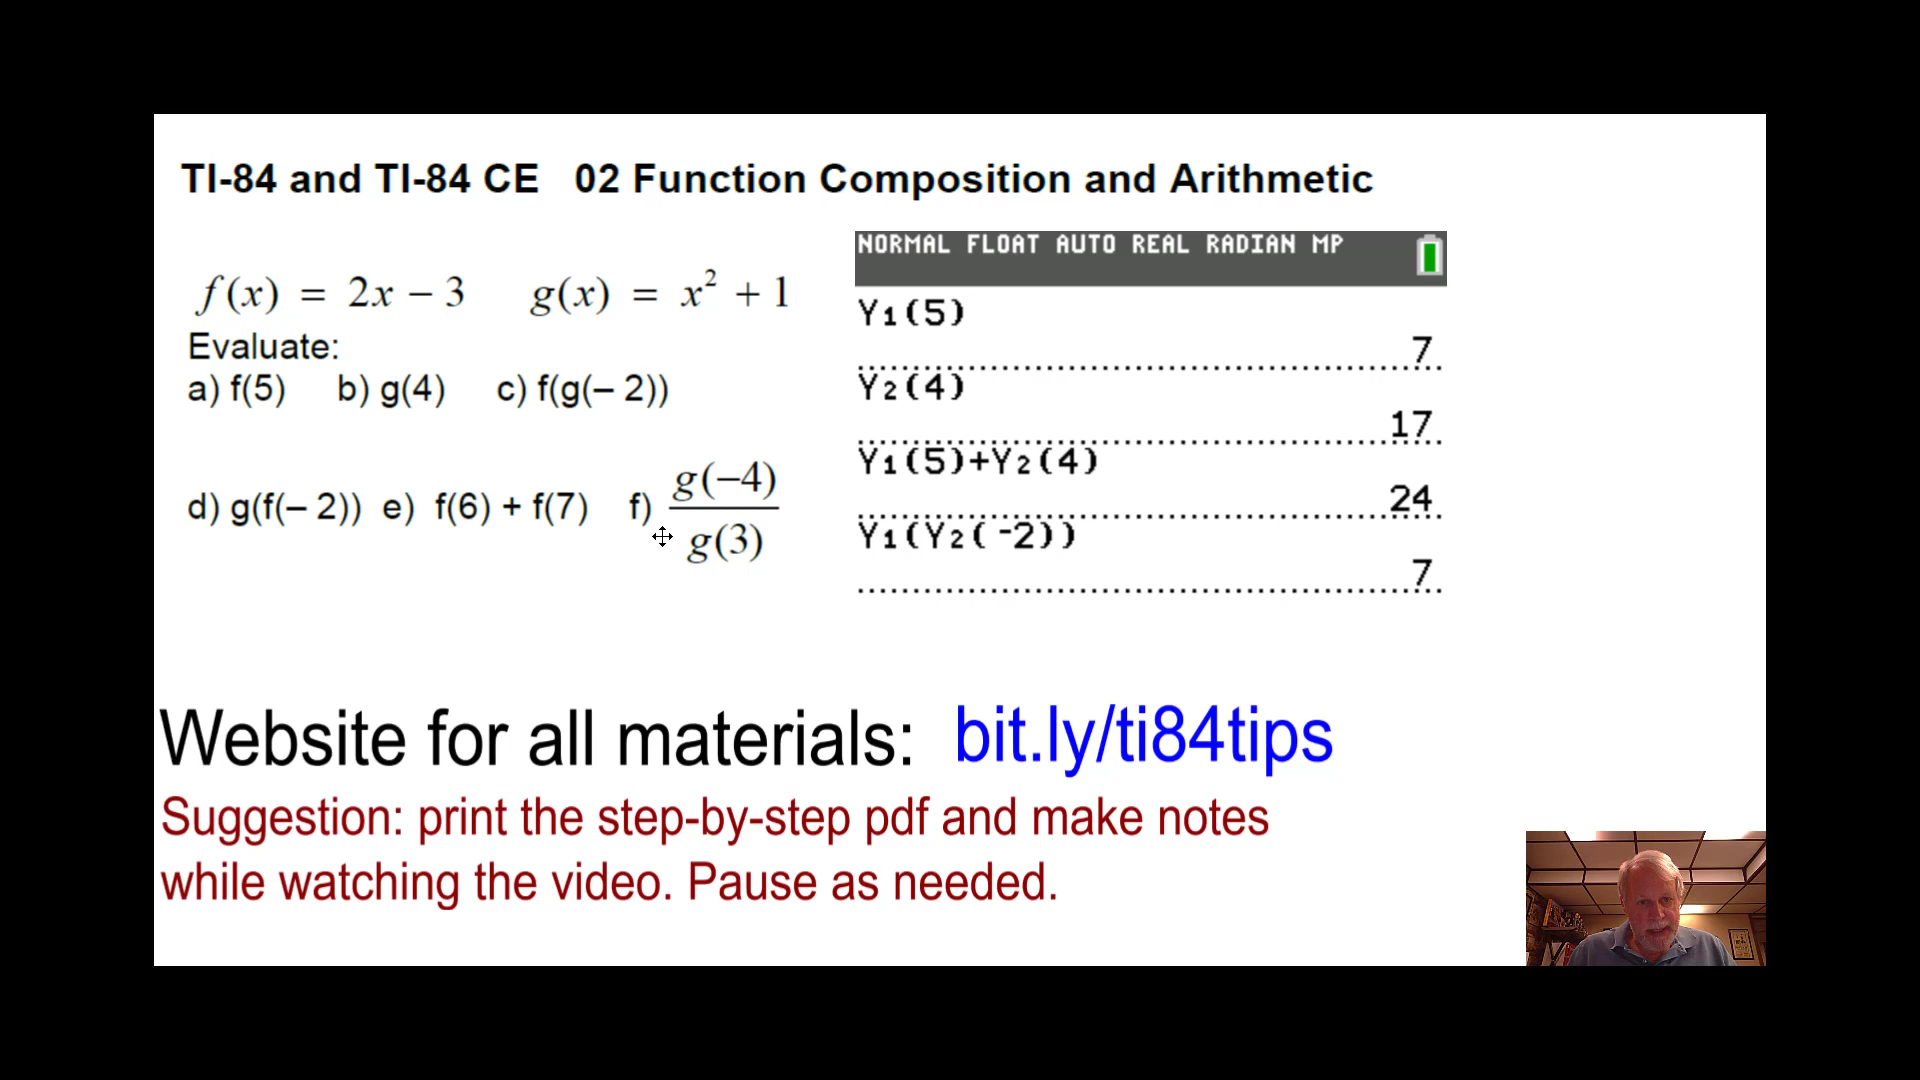 TI-84 and TI-84 CE 02 Function Composition and Arithmetic
f(x) = 2x − 3 g(x) = x² + 1
Evaluate:
a) f(5) b) g(4) c) f(g(– 2))
d) g(f(– 2)) e) f(6) + f(7) f) g(−4)
g(3)
NORMAL FLOAT AUTO REAL RADIAN MP
Y₁(5)
7
Y₂(4)
17
Y₁(5)+Y₂(4)
24
Y₁(Y₂(-2))
7
Website for all materials: bit.ly/ti84tips
Suggestion: print the step-by-step pdf and make notes
while watching the video. Pause as needed.